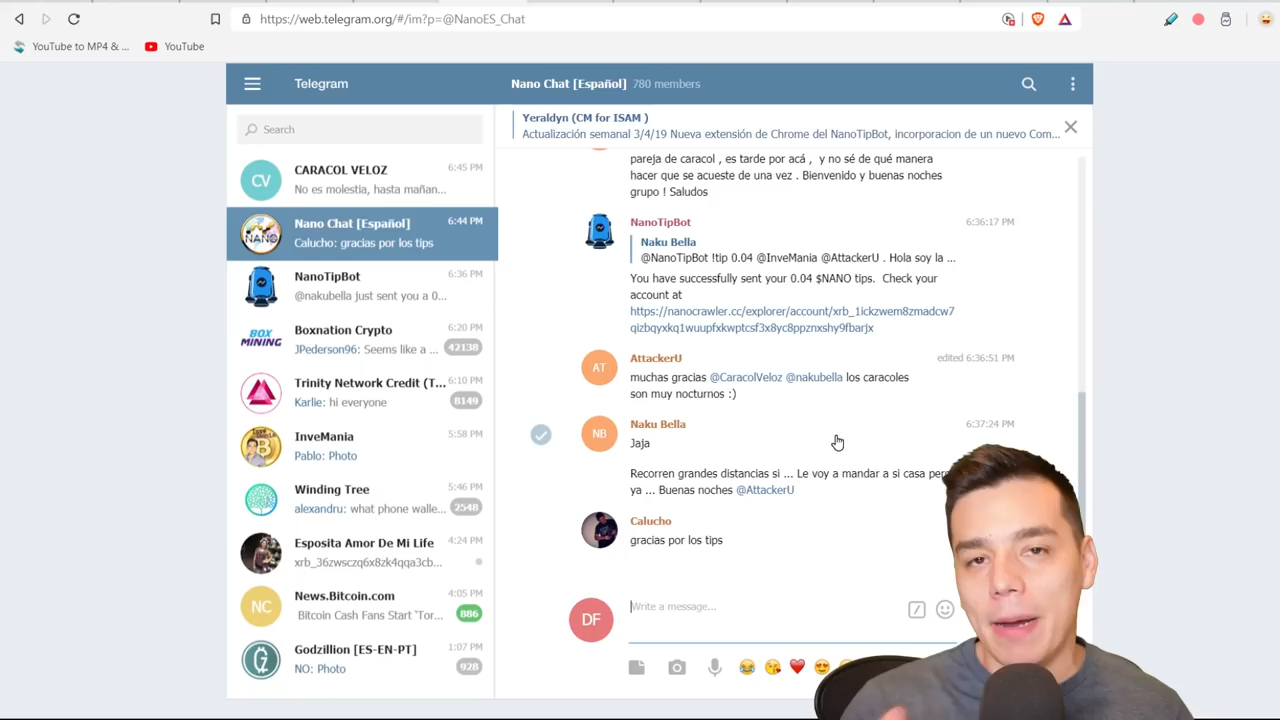 https://web.telegram.org/#/im?p=@NanoES_Chat
YouTube to MP4 & ...
YouTube
Telegram
Nano Chat [Español] 780 members
Search
CARACOL VELOZ 6:45 PM
CV
No es molestia, hasta mañan...
Nano Chat [Español] 6:44 PM
NANO
Calucho: gracias por los tips
NanoTipBot 6:36 PM
@nakubella just sent you a 0...
Boxnation Crypto 6:20 PM
BOX
MINING
JPederson96: Seems like a ... 42138
Trinity Network Credit (T... 6:10 PM
Karlie: hi everyone 8149
InveMania 5:58 PM
Pablo: Photo
Winding Tree 5:46 PM
alexandru: what phone walle... 2548
Esposita Amor De Mi Life 4:24 PM
xrb_36zwsczq6x8zk4qqa3cb...
News.Bitcoin.com 4:05 PM
NC
Bitcoin Cash Fans Start 'Tor... 886
Godzillion [ES-EN-PT] 1:07 PM
NO: Photo 928
Yeraldyn (CM for ISAM )
Actualización semanal 3/4/19 Nueva extensión de Chrome del NanoTipBot, incorporacion de un nuevo Com...
pareja de caracol , es tarde por acá , y no sé de qué manera
hacer que se acueste de una vez . Bienvenido y buenas noches
grupo ! Saludos
NanoTipBot 6:36:17 PM
Naku Bella
@NanoTipBot !tip 0.04 @InveMania @AttackerU . Hola soy la ...
You have successfully sent your 0.04 $NANO tips. Check your
account at
https://nanocrawler.cc/explorer/account/xrb_1ickzwem8zmadcw7
qizbqyxkq1wuupfxkwptcsf3x8yc8ppznxshy9fbarjx
AttackerU edited 6:36:51 PM
AT
muchas gracias @CaracolVeloz @nakubella los caracoles
son muy nocturnos :)
Naku Bella 6:37:24 PM
NB
Jaja
Recorren grandes distancias si ... Le voy a mandar a si casa
ya ... Buenas noches @AttackerU
Calucho
gracias por los tips
DF
Write a message...